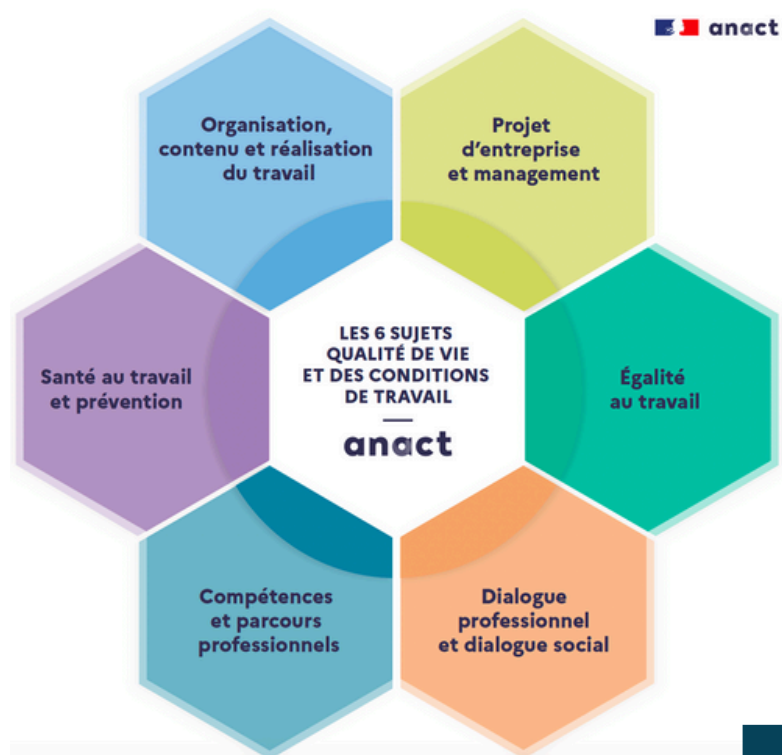 anact
Organisation,
contenu et réalisation
du travail
Projet
d'entreprise
et management
LES 6 SUJETS
QUALITÉ DE VIE
ET DES CONDITIONS
DE TRAVAIL
anact
Santé au travail
et prévention
Égalité
au travail
Compétences
et parcours
professionnels
Dialogue
professionnel
et dialogue social